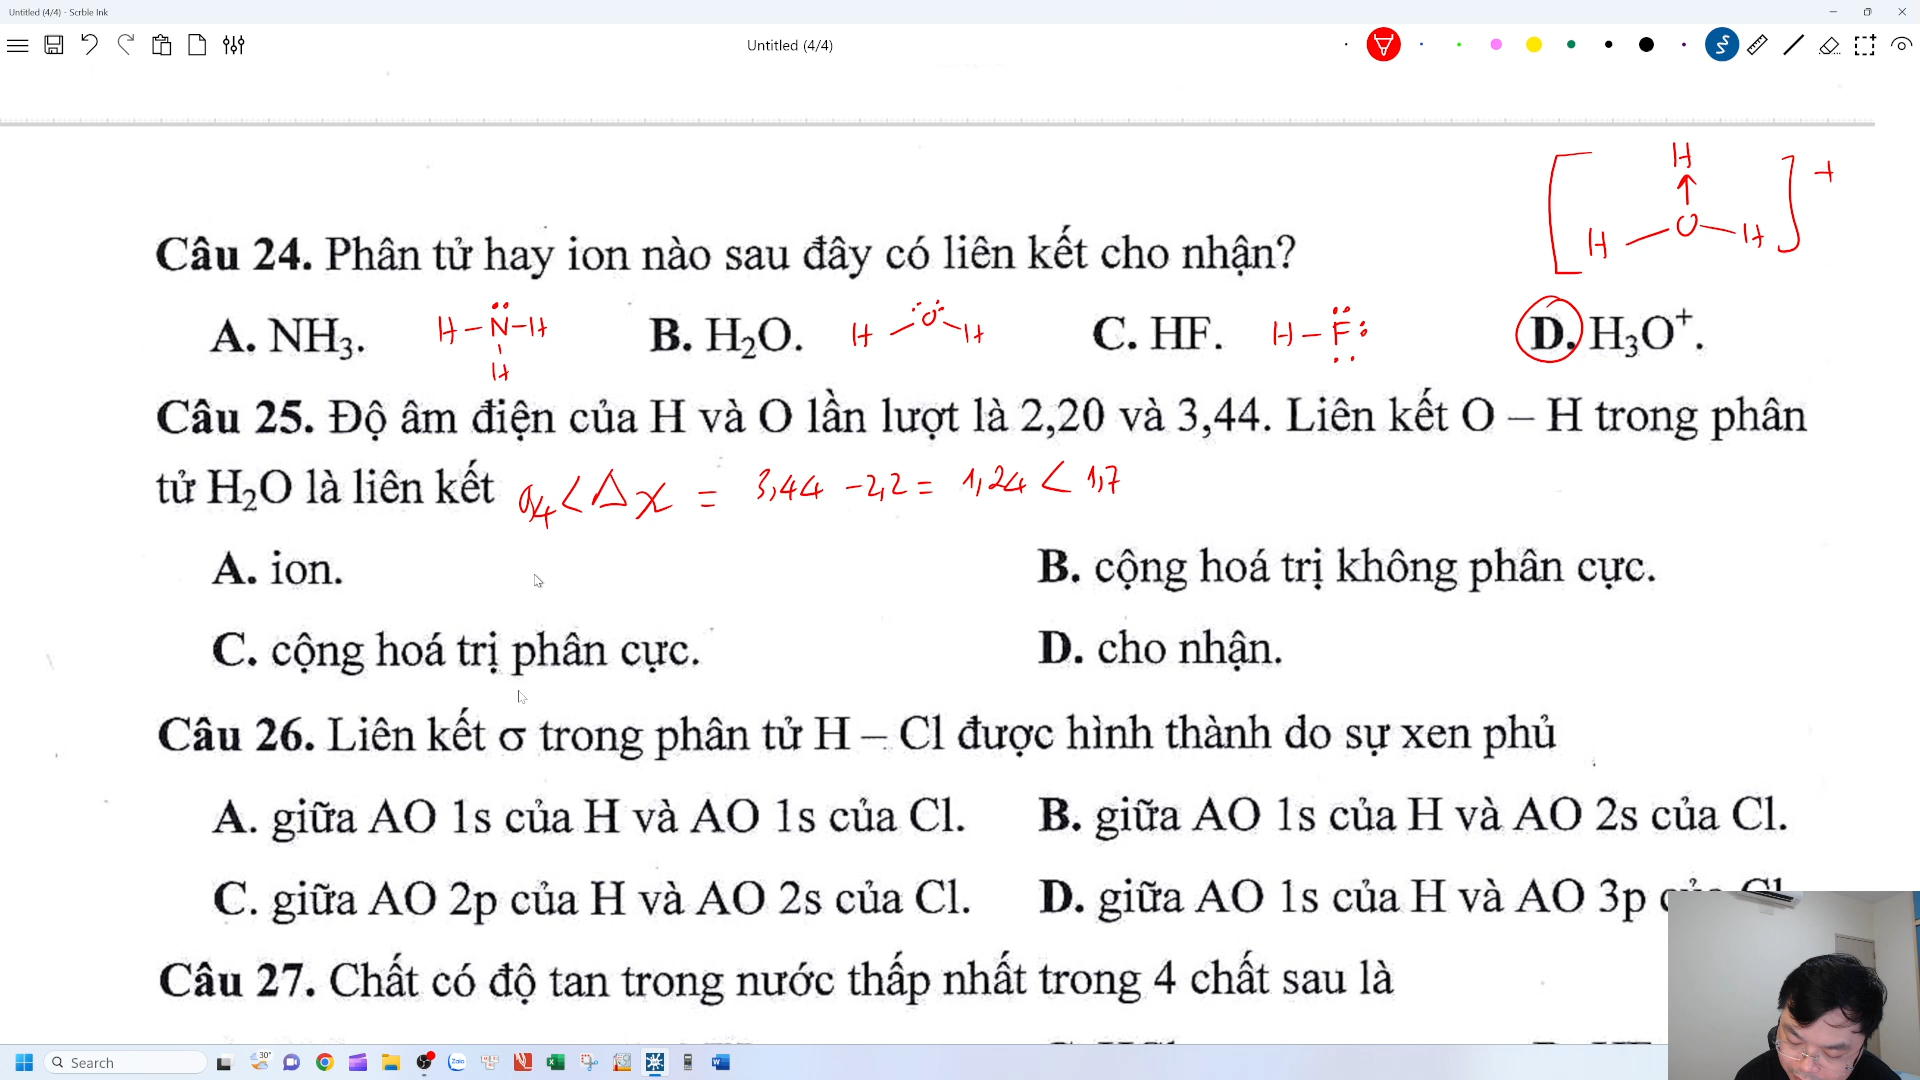 Untitled (4/4) - Scrble Ink
Untitled (4/4)
[H - O - H ↑ H]⁺
Câu 24. Phân tử hay ion nào sau đây có liên kết cho nhận?
A. NH₃. H - N - H H B. H₂O. H - O - H C. HF. H - F D. H₃O⁺.
Câu 25. Độ âm điện của H và O lần lượt là 2,20 và 3,44. Liên kết O – H trong phân
tử H₂O là liên kết 0,4 < Δχ = 3,44 - 2,2 = 1,24 < 1,7
A. ion. B. cộng hoá trị không phân cực.
C. cộng hoá trị phân cực. D. cho nhận.
Câu 26. Liên kết σ trong phân tử H – Cl được hình thành do sự xen phủ
A. giữa AO 1s của H và AO 1s của Cl. B. giữa AO 1s của H và AO 2s của Cl.
C. giữa AO 2p của H và AO 2s của Cl. D. giữa AO 1s của H và AO 3p
Câu 27. Chất có độ tan trong nước thấp nhất trong 4 chất sau là
Search 30° Zalo